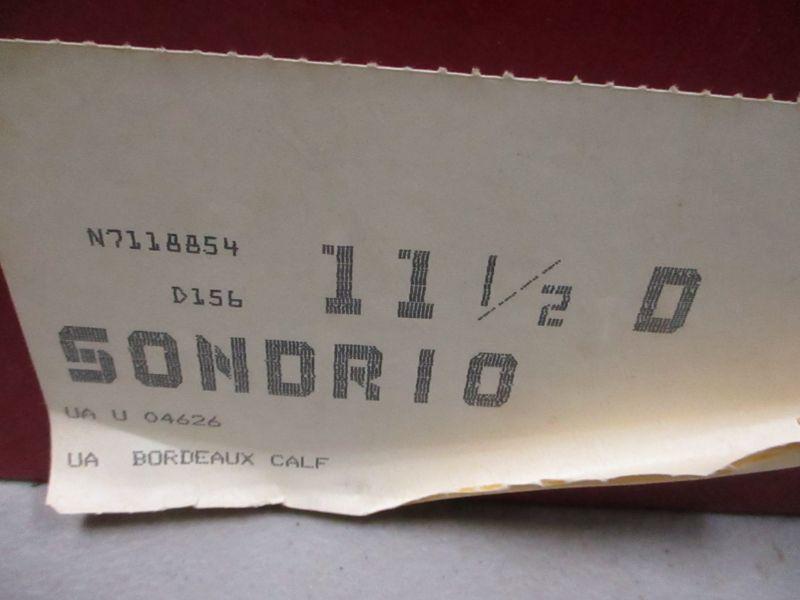 N7118854
11 1/2 D
D156
SONDRIO
UA U 04626
UA BORDEAUX CALF